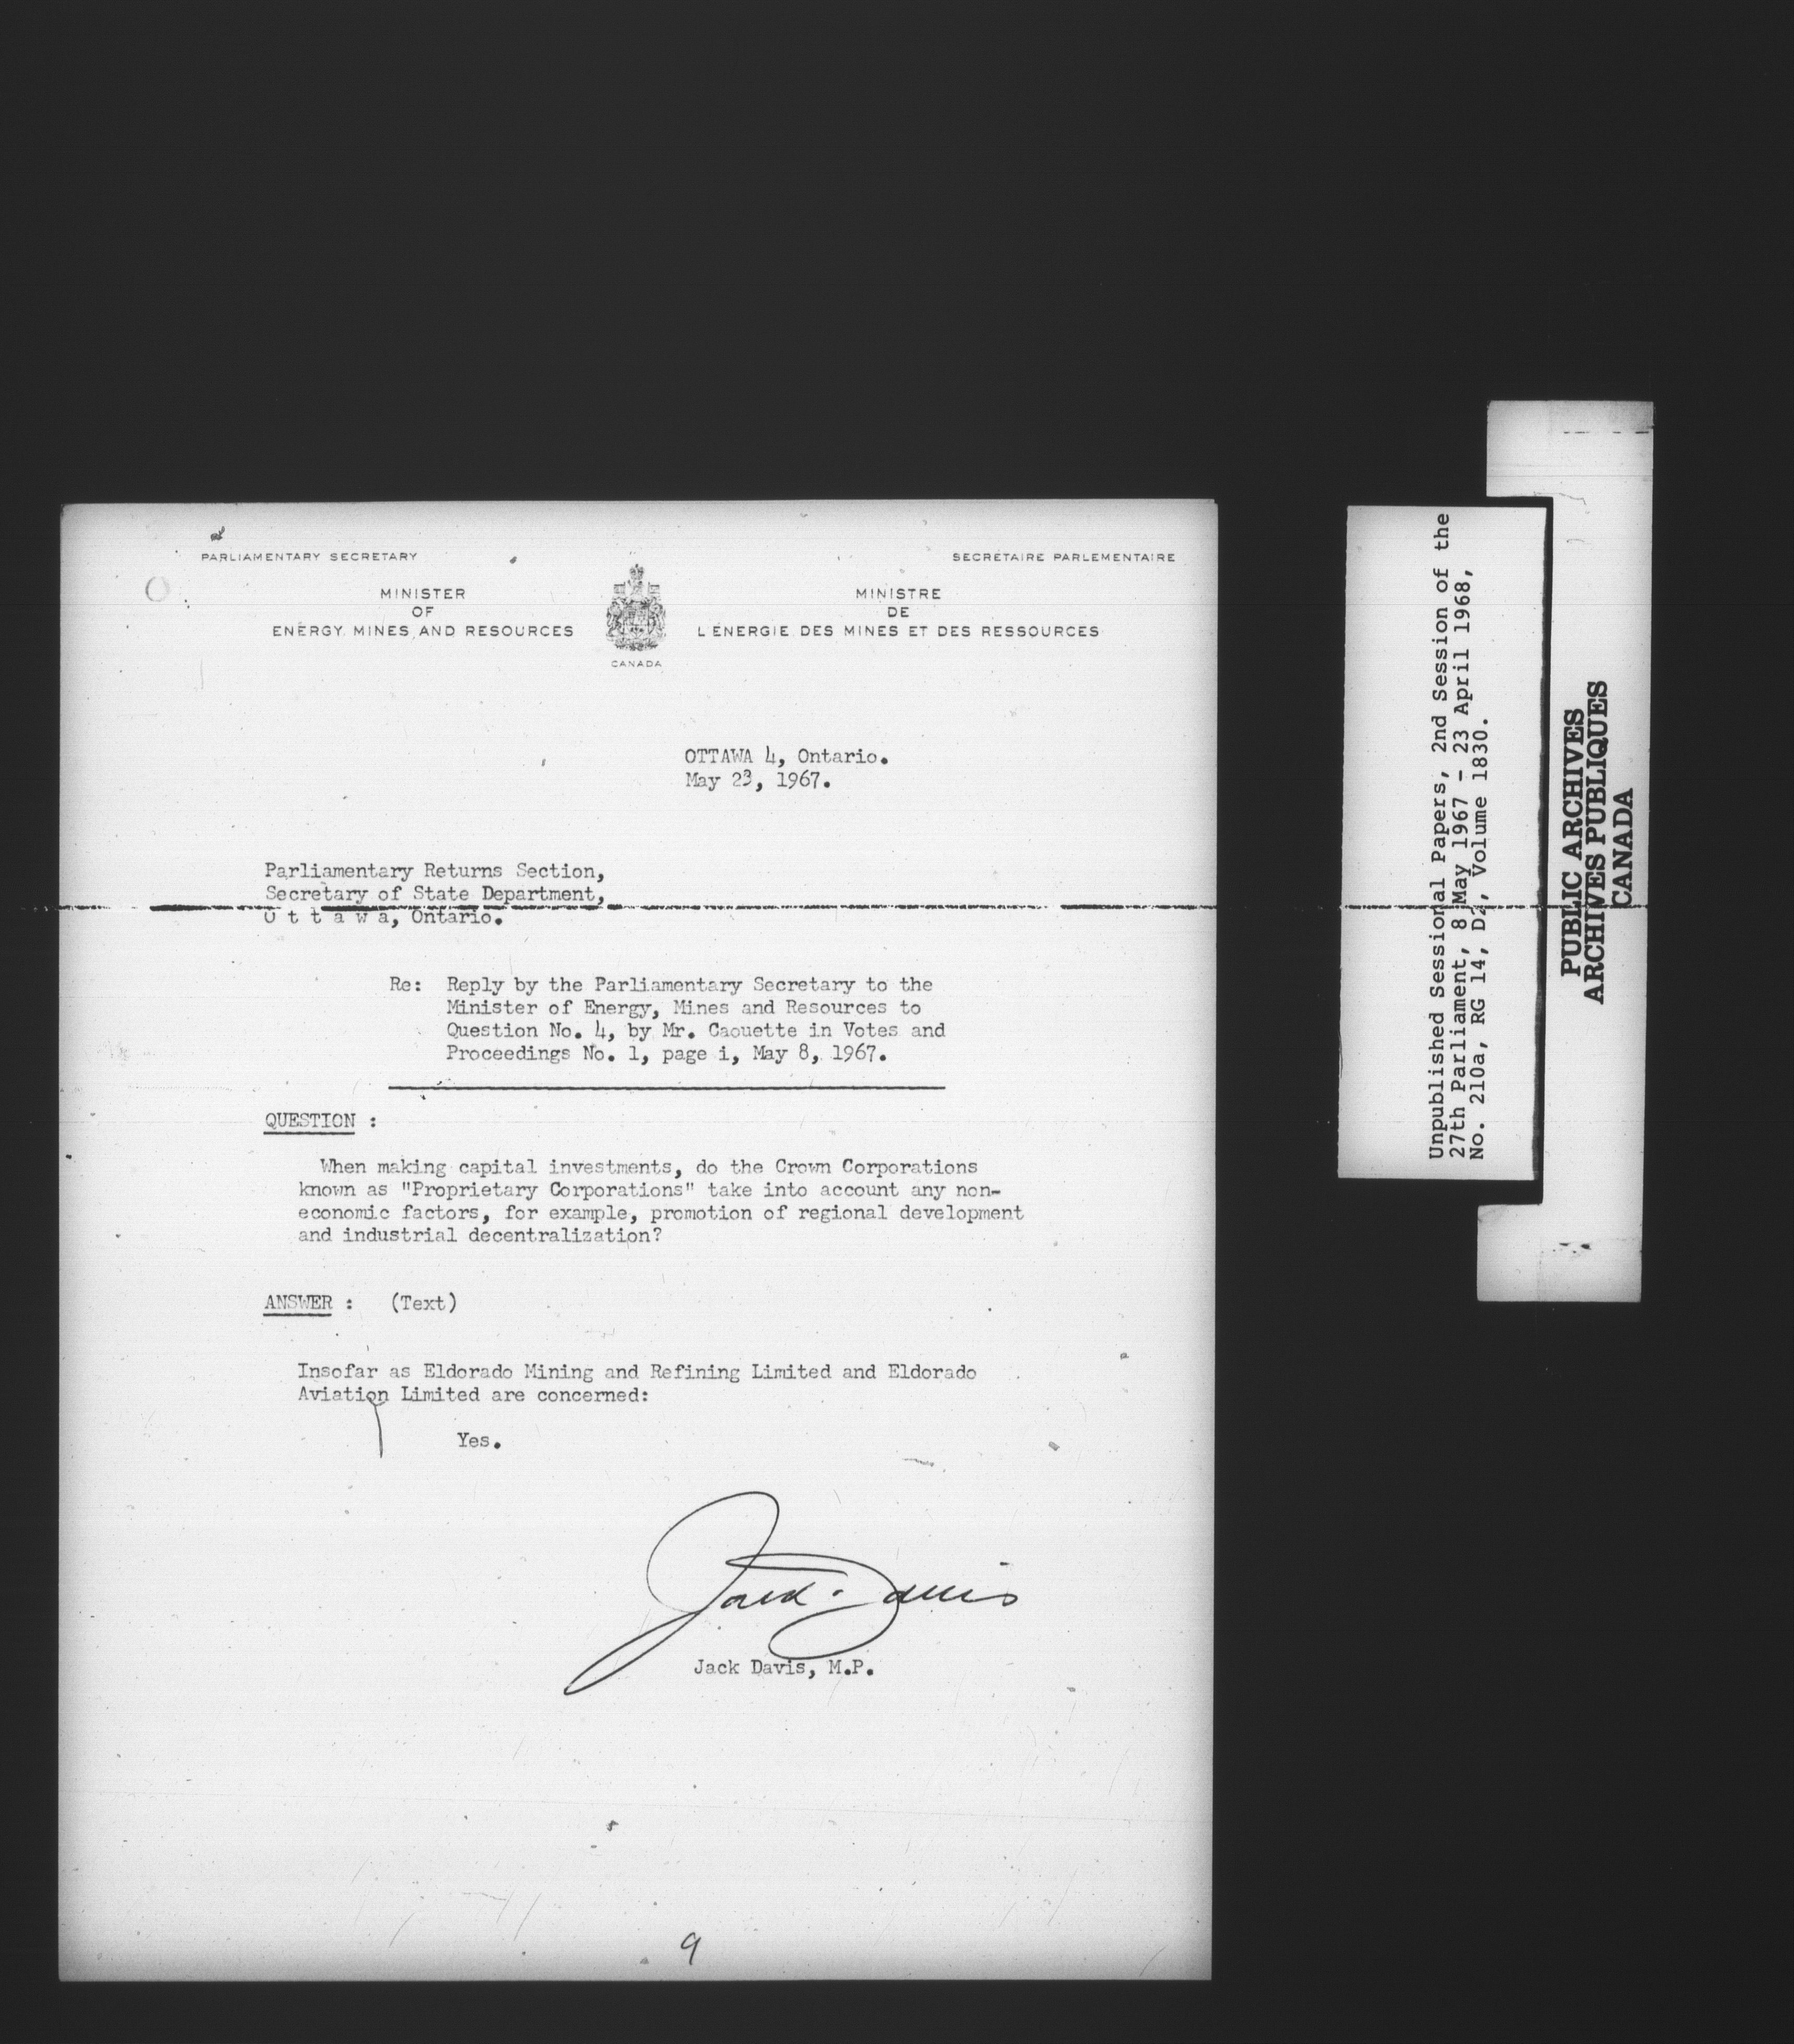 PARLIAMENTARY SECRETARY
SECRÉTAIRE PARLEMENTAIRE
MINISTER
OF
ENERGY, MINES AND RESOURCES
CANADA
MINISTRE
DE
L'ÉNERGIE, DES MINES ET DES RESSOURCES
OTTAWA 4, Ontario.
May 23, 1967.
Parliamentary Returns Section,
Secretary of State Department,
O t t a w a, Ontario.
Re: Reply by the Parliamentary Secretary to the
Minister of Energy, Mines and Resources to
Question No. 4, by Mr. Caouette in Votes and
Proceedings No. 1, page i, May 8, 1967.
QUESTION :
When making capital investments, do the Crown Corporations
known as "Proprietary Corporations" take into account any non-
economic factors, for example, promotion of regional development
and industrial decentralization?
ANSWER : (Text)
Insofar as Eldorado Mining and Refining Limited and Eldorado
Aviation Limited are concerned:
Yes.
Jack Davis
Jack Davis, M.P.
9
Unpublished Sessional Papers, 2nd Session of the
27th Parliament, 8 May 1967 - 23 April 1968,
No. 210a, RG 14, D2, Volume 1830.
PUBLIC ARCHIVES
ARCHIVES PUBLIQUES
CANADA